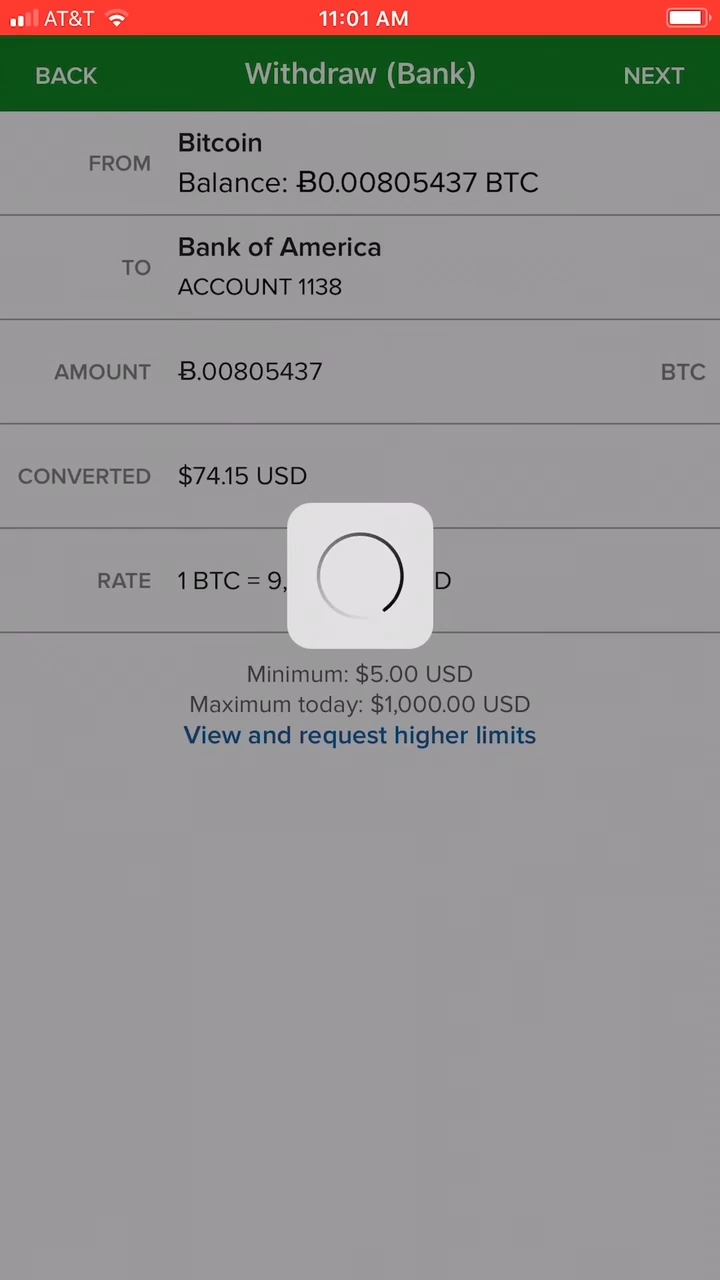 AT&T 11:01 AM
BACK Withdraw (Bank) NEXT
FROM Bitcoin
Balance: Ƀ0.00805437 BTC
TO Bank of America
ACCOUNT 1138
AMOUNT Ƀ.00805437 BTC
CONVERTED $74.15 USD
RATE 1 BTC = 9, D
Minimum: $5.00 USD
Maximum today: $1,000.00 USD
View and request higher limits